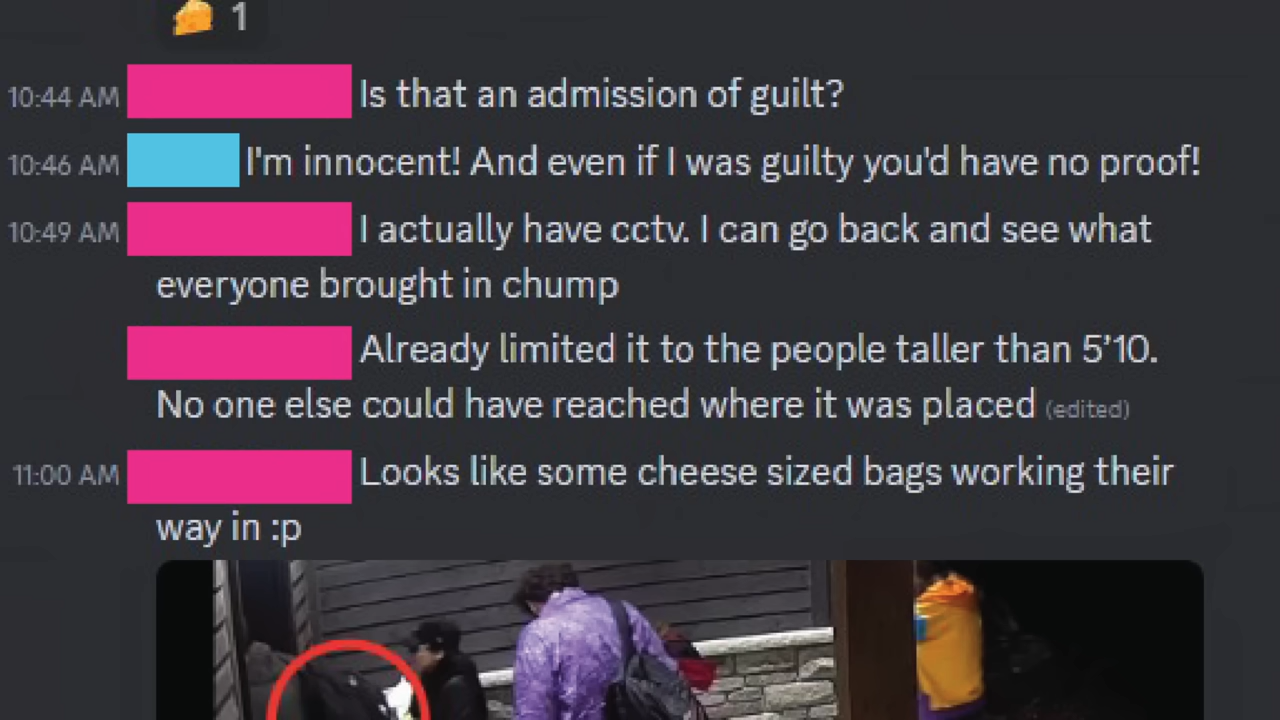 1
10:44 AM Is that an admission of guilt?
10:46 AM I'm innocent! And even if I was guilty you'd have no proof!
10:49 AM I actually have cctv. I can go back and see what
everyone brought in chump
Already limited it to the people taller than 5'10.
No one else could have reached where it was placed (edited)
11:00 AM Looks like some cheese sized bags working their
way in :p